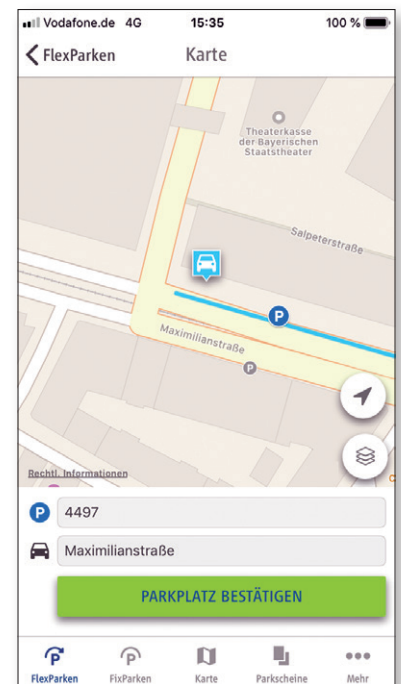 Vodafone.de 4G 15:35 100 %
FlexParken Karte
Theaterkasse
der Bayerischen
Staatstheater
Salpeterstraße
P
Maximilianstraße
P
Rechtl. Informationen
P 4497
Maximilianstraße
PARKPLATZ BESTÄTIGEN
P P
FlexParken FixParken Karte Parkscheine Mehr